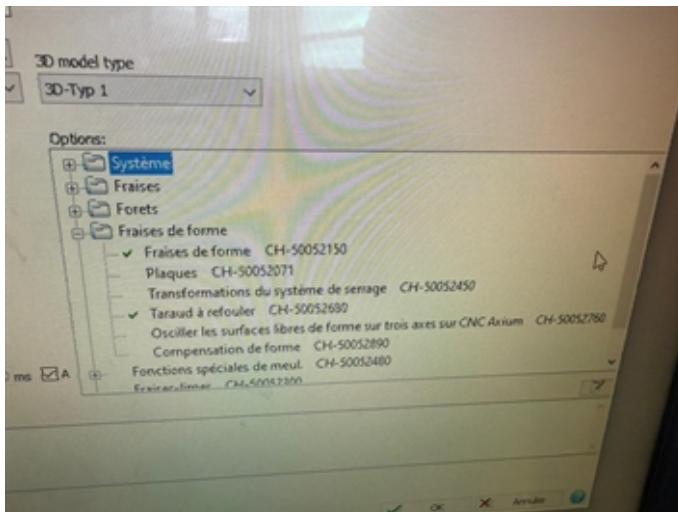 3D model type
3D-Typ 1
Options:
Système
Fraises
Forets
Fraises de forme
Fraises de forme CH-50052150
Plaques CH-50052071
Transformations du système de serrage CH-50052450
Taraud à refouler CH-50052680
Osciller les surfaces libres de forme sur trois axes sur CNC Axium CH-50052760
Compensation de forme CH-50052890
ms A
Fonctions spéciales de meul. CH-50052480
CH-50052300
OK Annuler